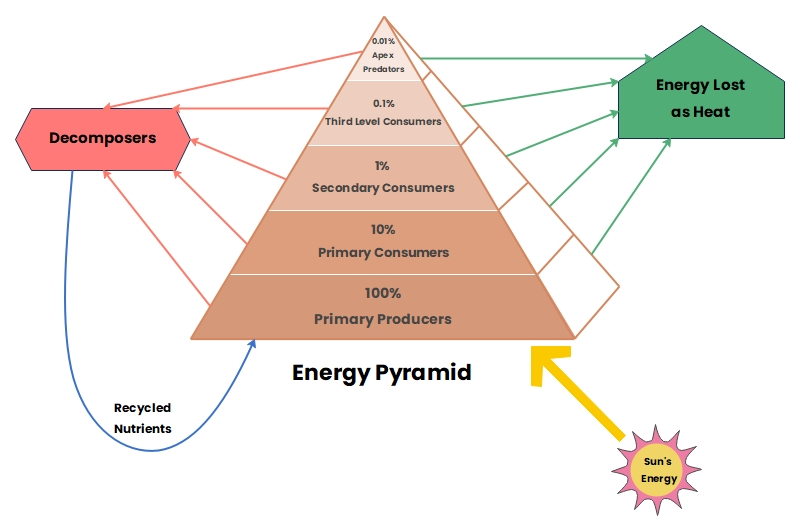 0.01%
Apex
Predators
0.1%
Third Level Consumers
1%
Secondary Consumers
10%
Primary Consumers
100%
Primary Producers
Decomposers
Energy Lost
as Heat
Energy Pyramid
Recycled
Nutrients
Sun's
Energy